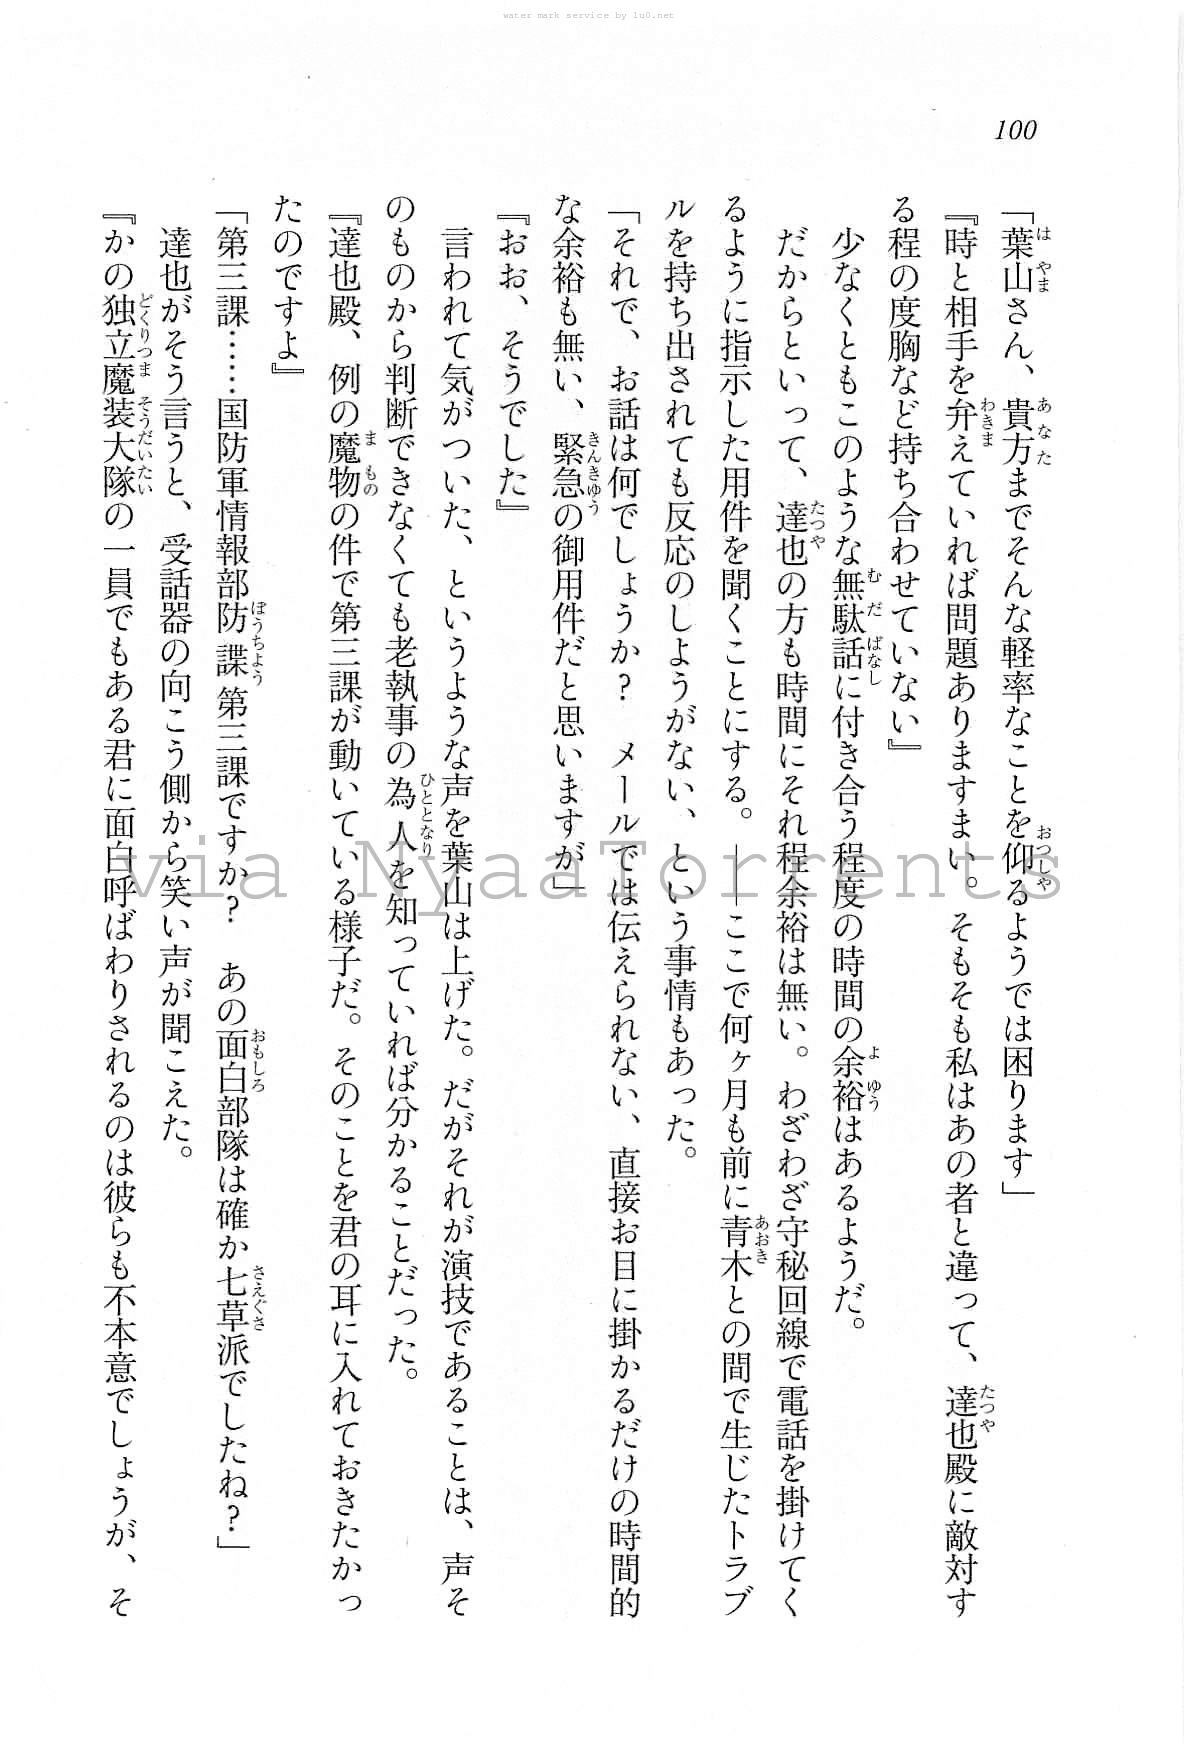 water mark service by lu0.net
100
「葉山さん、貴方までそんな軽率なことを仰るようでは困ります」
『時と相手を弁えていれば問題ありますまい。そもそも私はあの者と違って、達也殿に敵対す
る程の度胸など持ち合わせていない』
少なくともこのような無駄話に付き合う程度の時間の余裕はあるようだ。
だからといって、達也の方も時間にそれ程余裕は無い。わざわざ守秘回線で電話を掛けてく
るように指示した用件を聞くことにする。——ここで何ヶ月も前に青木との間で生じたトラブ
ルを持ち出されても反応のしようがない、という事情もあった。
「それで、お話は何でしょうか？　メールでは伝えられない、直接お目に掛かるだけの時間的
な余裕も無い、緊急の御用件だと思いますが」
『おお、そうでした』
言われて気がついた、というような声を葉山は上げた。だがそれが演技であることは、声そ
のものから判断できなくても老執事の為人を知っていれば分かることだった。
『達也殿、例の魔物の件で第三課が動いている様子だ。そのことを君の耳に入れておきたかっ
たのですよ』
「第三課……国防軍情報部防諜第三課ですか？　あの面白部隊は確か七草派でしたね？」
達也がそう言うと、受話器の向こう側から笑い声が聞こえた。
『かの独立魔装大隊の一員でもある君に面白呼ばわりされるのは彼らも不本意でしょうが、そ
via NyaaTorrents